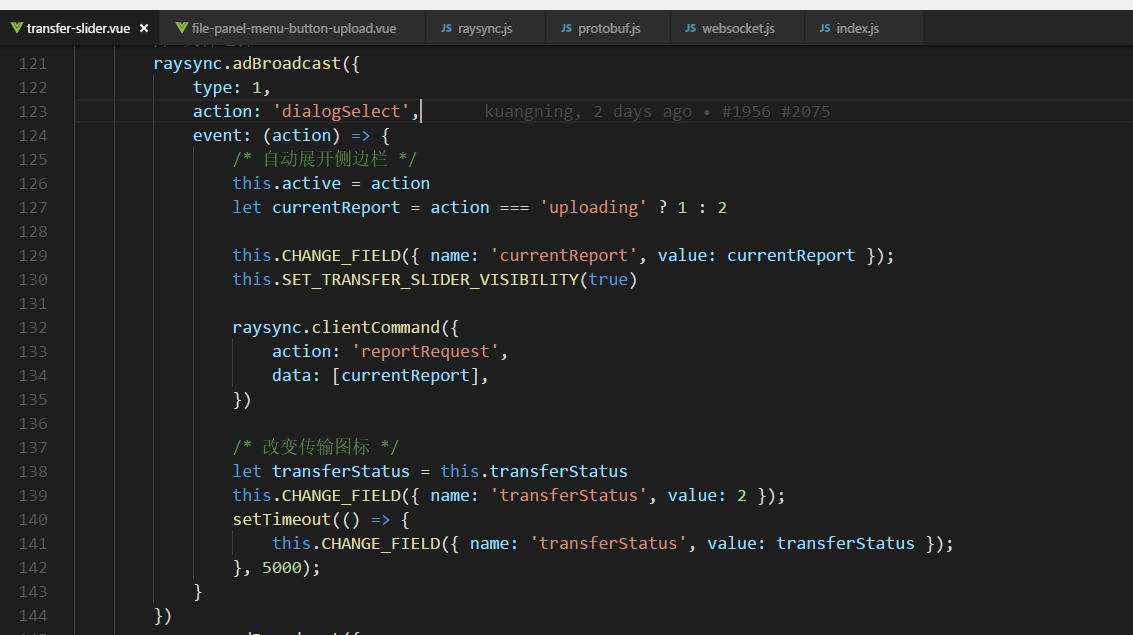 transfer-slider.vue × file-panel-menu-button-upload.vue JS raysync.js JS protobuf.js JS websocket.js JS index.js
121 raysync.adBroadcast({
122 type: 1,
123 action: 'dialogSelect', kuangning, 2 days ago • #1956 #2075
124 event: (action) => {
125 /* 自动展开侧边栏 */
126 this.active = action
127 let currentReport = action === 'uploading' ? 1 : 2
128
129 this.CHANGE_FIELD({ name: 'currentReport', value: currentReport });
130 this.SET_TRANSFER_SLIDER_VISIBILITY(true)
131
132 raysync.clientCommand({
133 action: 'reportRequest',
134 data: [currentReport],
135 })
136
137 /* 改变传输图标 */
138 let transferStatus = this.transferStatus
139 this.CHANGE_FIELD({ name: 'transferStatus', value: 2 });
140 setTimeout(() => {
141 this.CHANGE_FIELD({ name: 'transferStatus', value: transferStatus });
142 }, 5000);
143 }
144 })